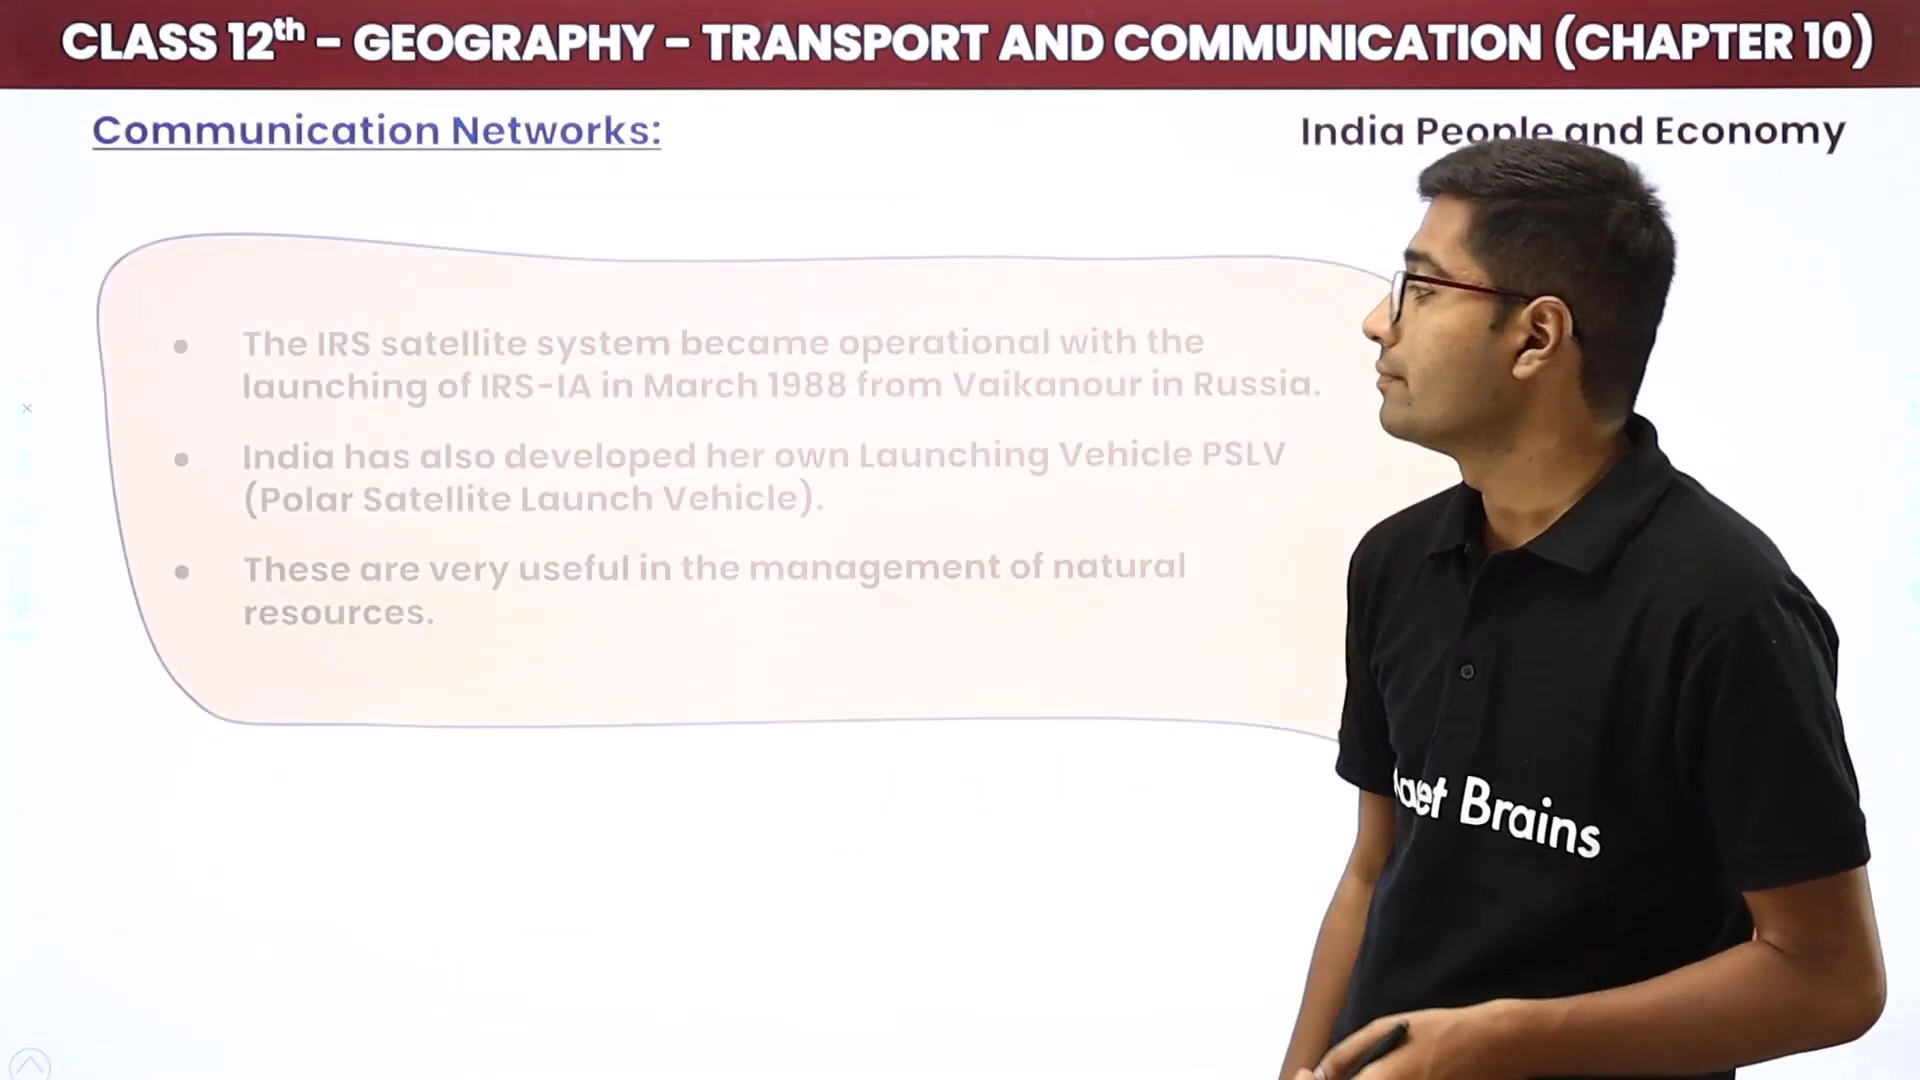 CLASS 12th – GEOGRAPHY – TRANSPORT AND COMMUNICATION (CHAPTER 10)
Communication Networks:
India People and Economy
• The IRS satellite system became operational with the
launching of IRS-IA in March 1988 from Vaikanour in Russia.
• India has also developed her own Launching Vehicle PSLV
(Polar Satellite Launch Vehicle).
• These are very useful in the management of natural
resources.
Brains